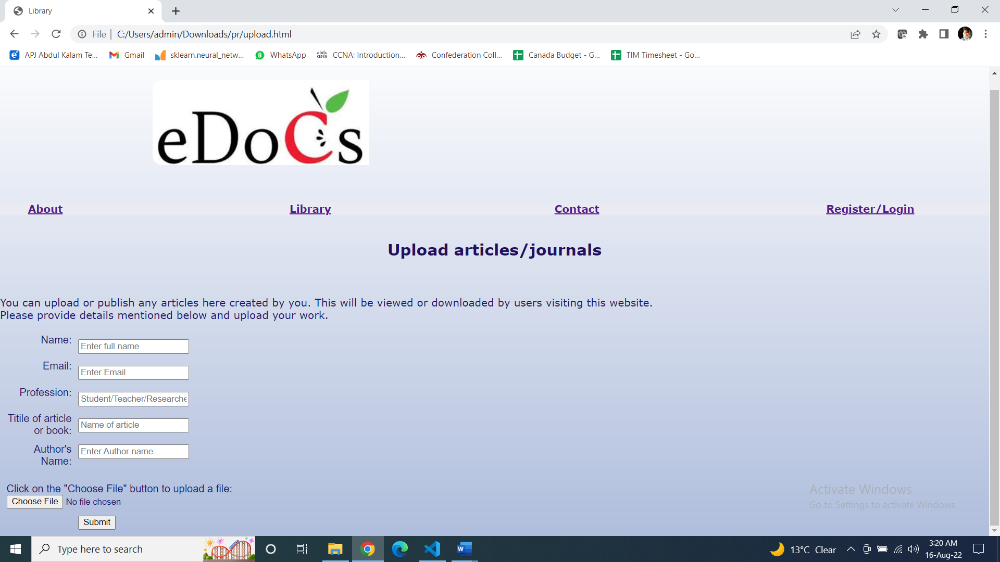 Library
File
C:/Users/admin/Downloads/pr/upload.html
APJ Abdul Kalam Te...
Gmail
sklearn.neural_netw...
8
WhatsApp
cisco
CCNA: Introduction...
Confederation Coll...
Canada Budget - G...
TIM Timesheet - Go...
eDoCs
About
Library
Contact
Register/Login
Upload articles/journals
You can upload or publish any articles here created by you. This will be viewed or downloaded by users visiting this website.
Please provide details mentioned below and upload your work.
Name:
Enter full name
Email:
Enter Email
Profession:
Student/Teacher/Researche
Titile of article
or book:
Name of article
Author's
Name:
Enter Author name
Click on the "Choose File" button to upload a file:
Choose File No file chosen
Submit
Activate Windows
Go to Settings to activate Windows.
Type here to search
13°C Clear
3:20 AM
16-Aug-22